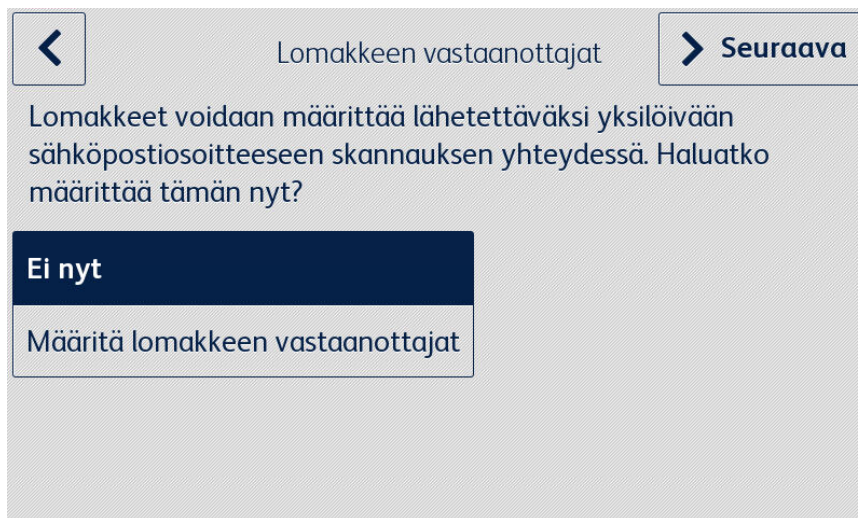 Lomakkeen vastaanottajat
Seuraava
Lomakkeet voidaan määrittää lähetettäväksi yksilöivään
sähköpostiosoitteeseen skannauksen yhteydessä. Haluatko
määrittää tämän nyt?
Ei nyt
Määritä lomakkeen vastaanottajat